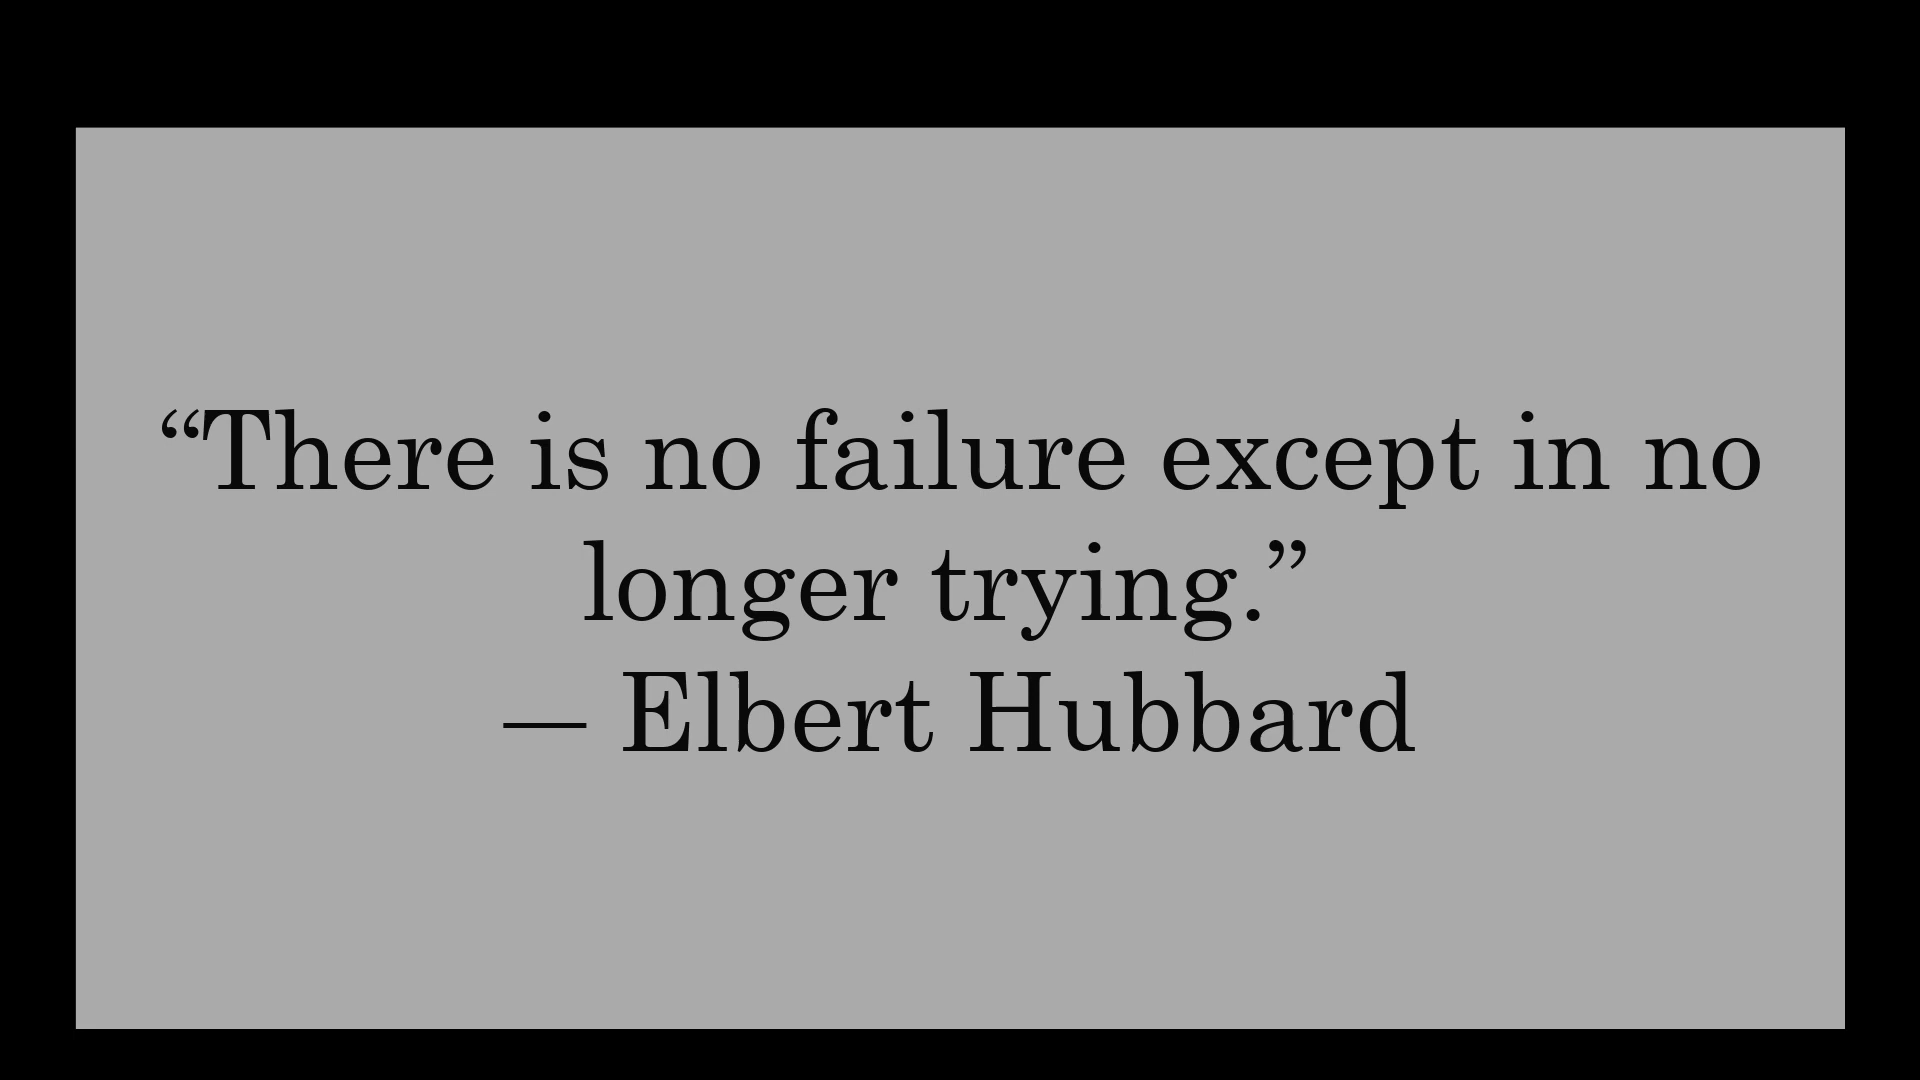 “There is no failure except in no
longer trying.”
— Elbert Hubbard